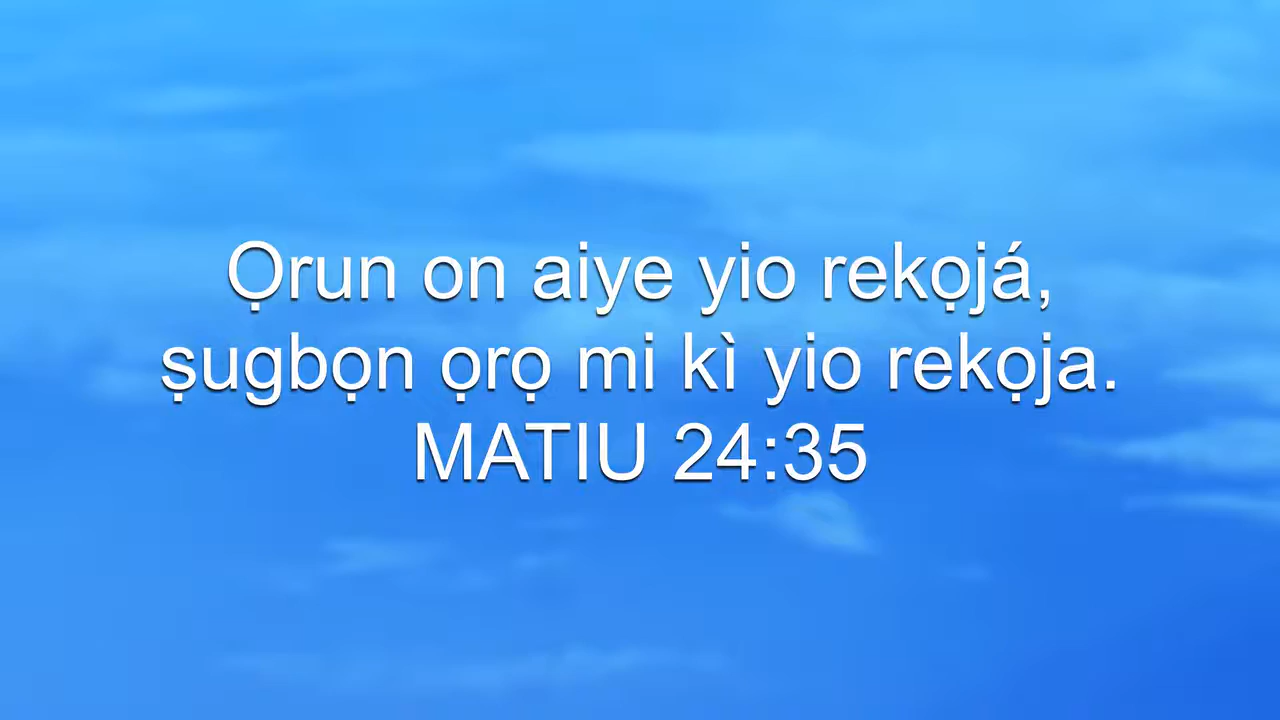 Ọrun on aiye yio rekọjá,
ṣugbọn ọrọ mi kì yio rekọja.
MATIU 24:35